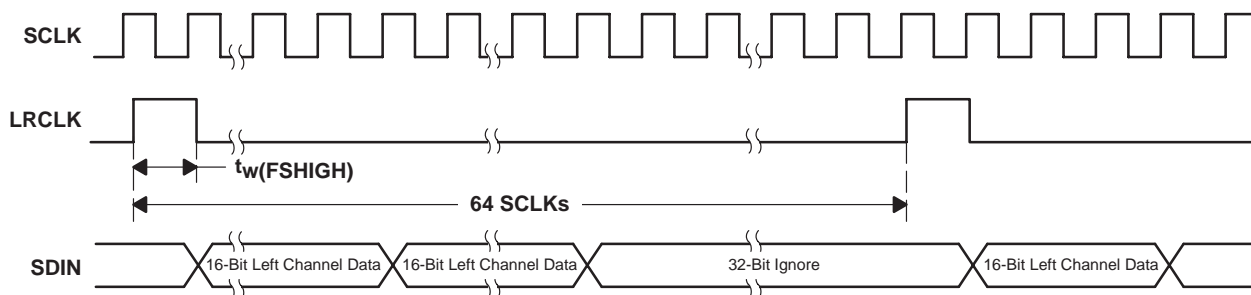 SCLK
LRCLK
tw(FSHIGH)
64 SCLKs
SDIN
16-Bit Left Channel Data
16-Bit Left Channel Data
32-Bit Ignore
16-Bit Left Channel Data